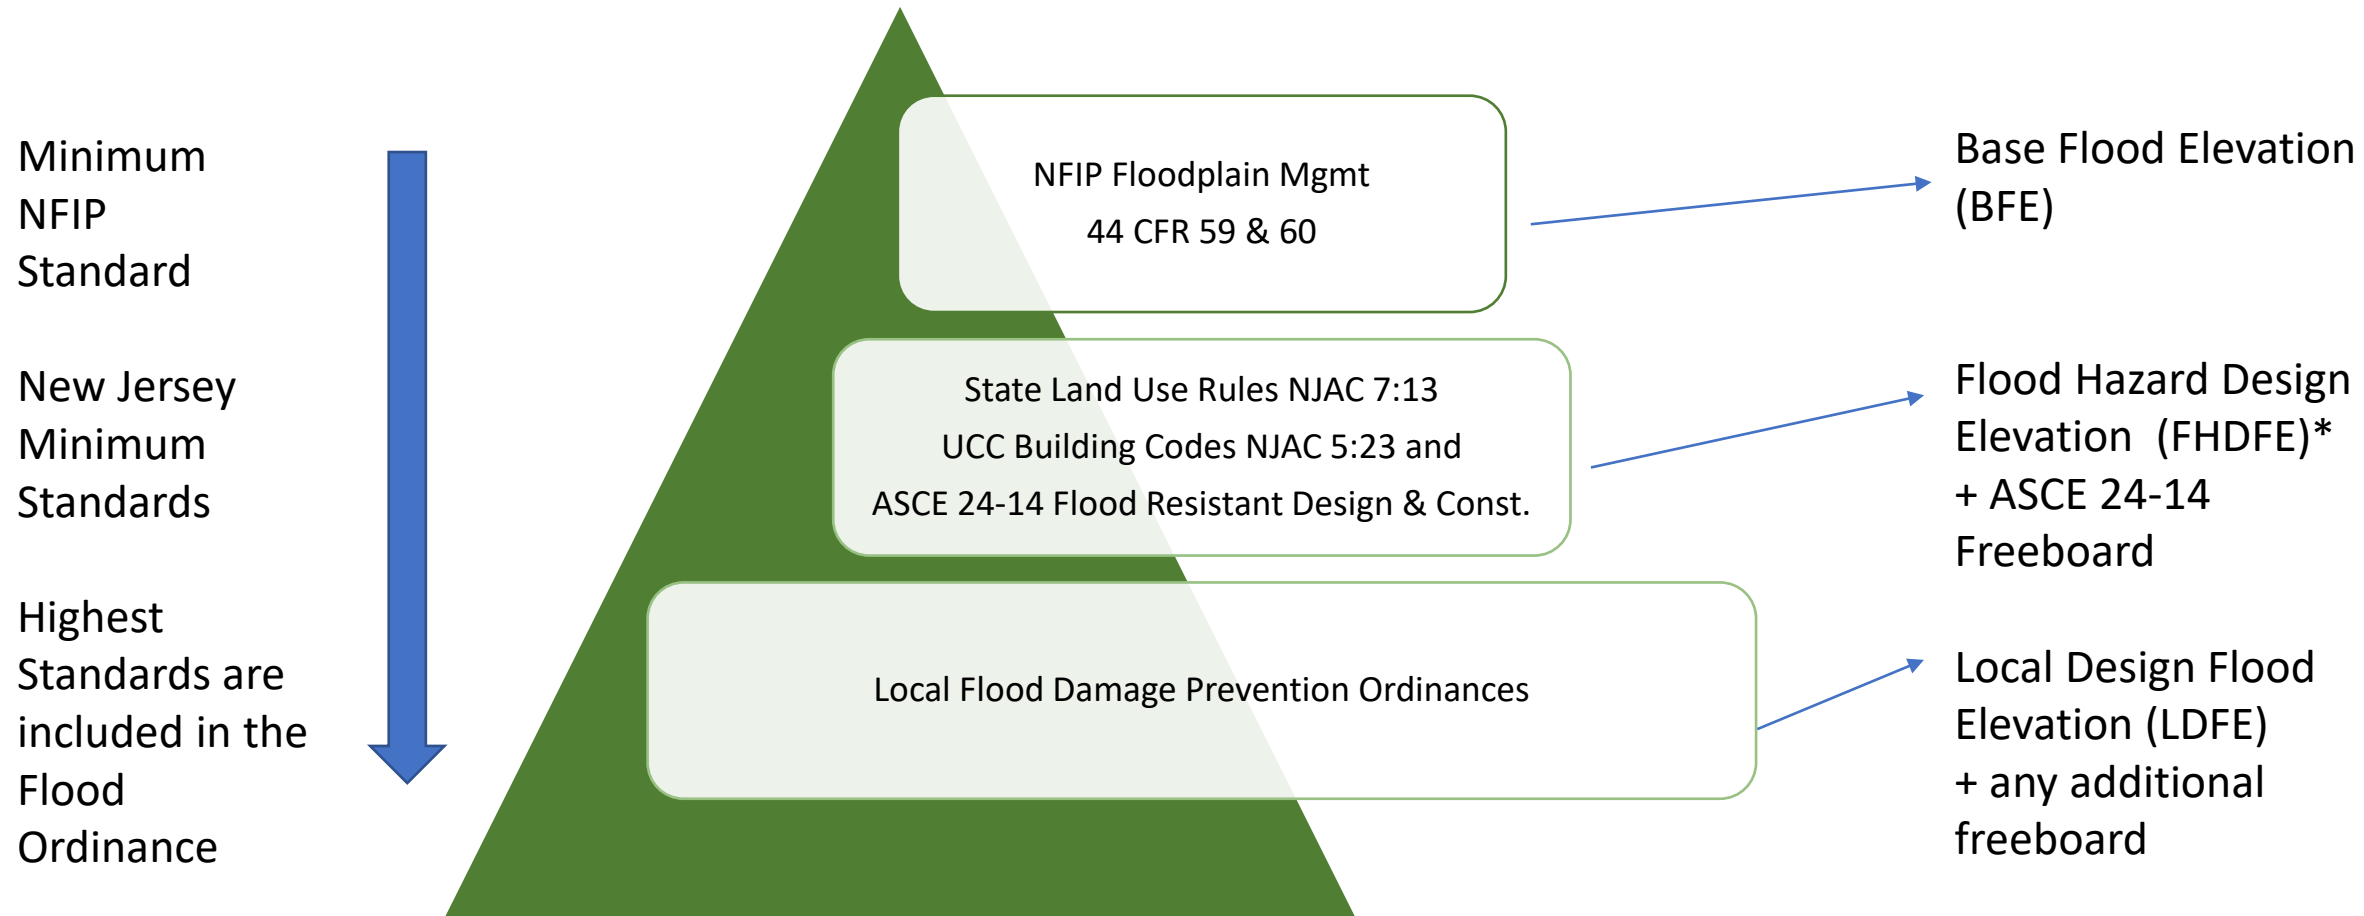 Minimum
NFIP
Standard
New Jersey
Minimum
Standards
Highest
Standards are
included in the
Flood
Ordinance
NFIP Floodplain Mgmt
44 CFR 59 & 60
State Land Use Rules NJAC 7:13
UCC Building Codes NJAC 5:23 and
ASCE 24-14 Flood Resistant Design & Const.
Local Flood Damage Prevention Ordinances
Base Flood Elevation
(BFE)
Flood Hazard Design
Elevation (FHDFE)*
+ ASCE 24-14
Freeboard
Local Design Flood
Elevation (LDFE)
+ any additional
freeboard